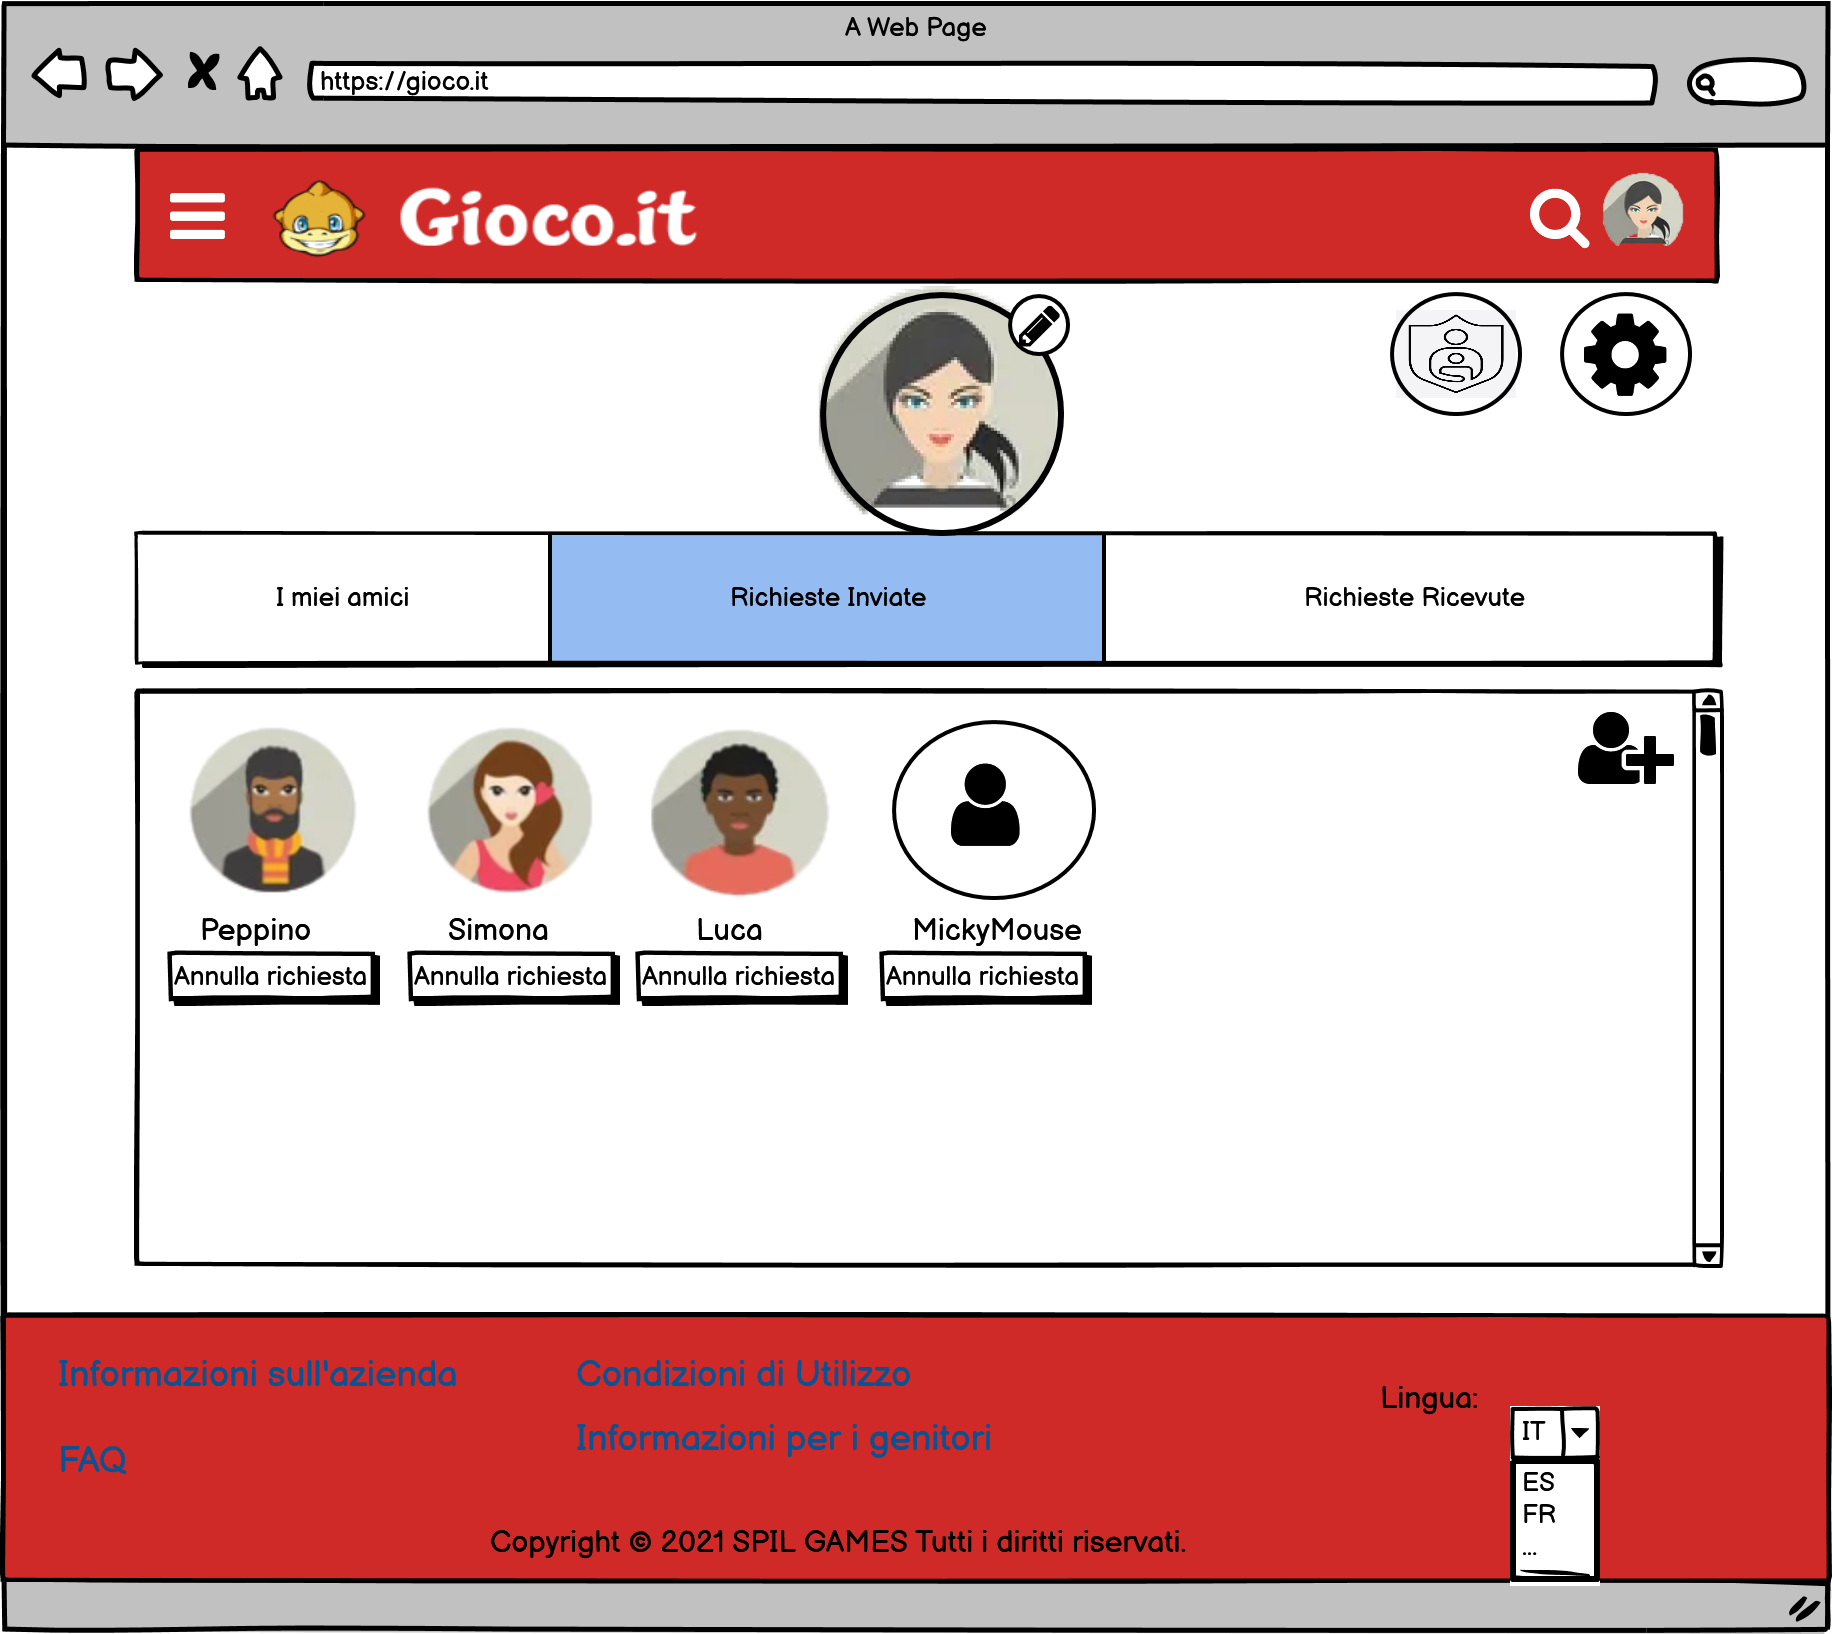 A Web Page
https://gioco.it
Gioco.it
I miei amici
Richieste Inviate
Richieste Ricevute
Peppino
Simona
Luca
MickyMouse
Annulla richiesta
Annulla richiesta
Annulla richiesta
Annulla richiesta
Informazioni sull'azienda
Condizioni di Utilizzo
Lingua:
IT
Informazioni per i genitori
FAQ
ES
FR
...
Copyright © 2021 SPIL GAMES Tutti i diritti riservati.